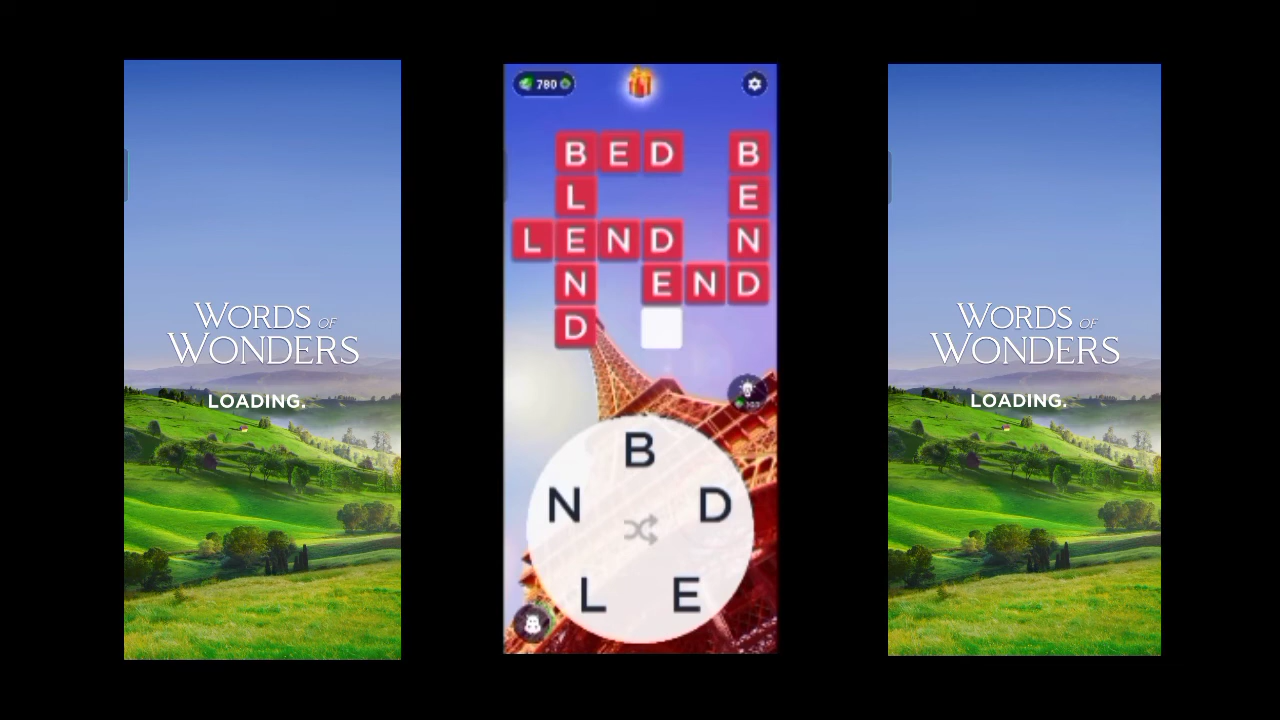 WORDS OF
WONDERS
LOADING.
780
B E D B
L E
L E N D N
N E N D
D
B
N D
L E
WORDS OF
WONDERS
LOADING.